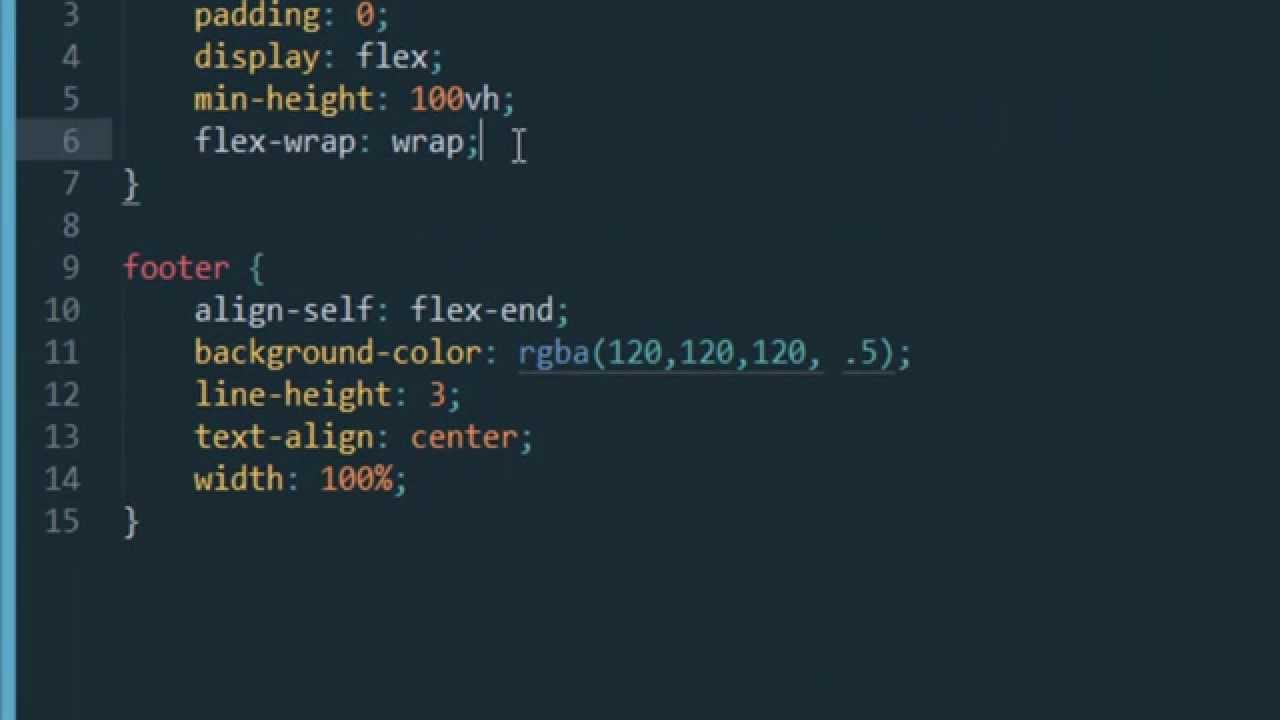 3 padding: 0;
4 display: flex;
5 min-height: 100vh;
6 flex-wrap: wrap;
7 }
8
9 footer {
10 align-self: flex-end;
11 background-color: rgba(120,120,120, .5);
12 line-height: 3;
13 text-align: center;
14 width: 100%;
15 }